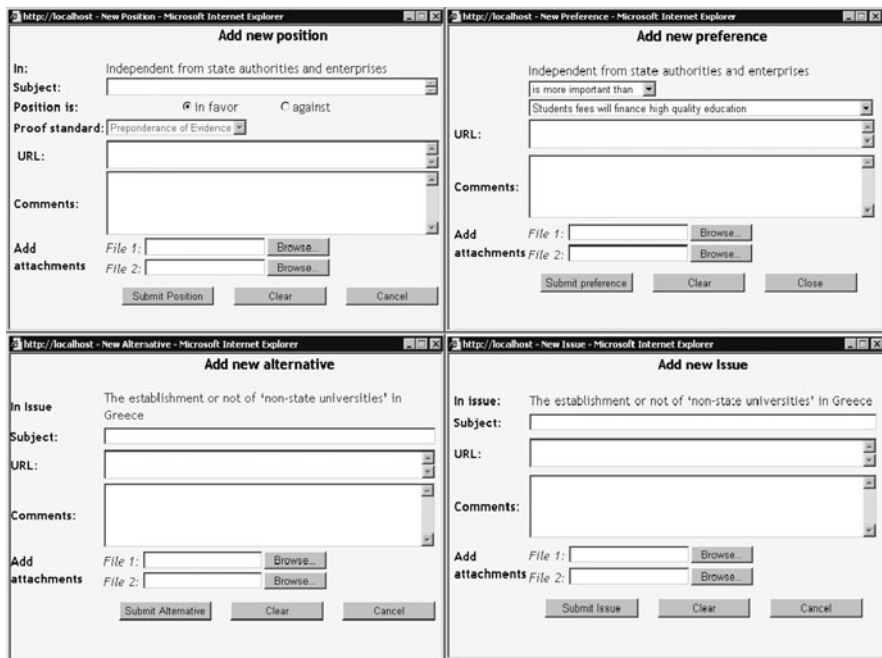 http://localhost - New Position - Microsoft Internet Explorer
Add new position
In: Independent from state authorities and enterprises
Subject:
Position is: In favor against
Proof standard: Preponderance of Evidence
URL:
Comments:
Add attachments
File 1: Browse...
File 2: Browse...
Submit Position Clear Cancel
http://localhost - New Preference - Microsoft Internet Explorer
Add new preference
Independent from state authorities and enterprises
is more important than
Students fees will finance high quality education
URL:
Comments:
Add attachments
File 1: Browse...
File 2: Browse...
Submit preference Clear Close
http://localhost - New Alternative - Microsoft Internet Explorer
Add new alternative
In Issue The establishment or not of ‘non-state universities’ in
Greece
Subject:
URL:
Comments:
Add attachments
File 1: Browse...
File 2: Browse...
Submit Alternative Clear Cancel
http://localhost - New Issue - Microsoft Internet Explorer
Add new Issue
In issue: The establishment or not of ‘non-state universities’ in Greece
Subject:
URL:
Comments:
Add attachments
File 1: Browse...
File 2: Browse...
Submit Issue Clear Cancel